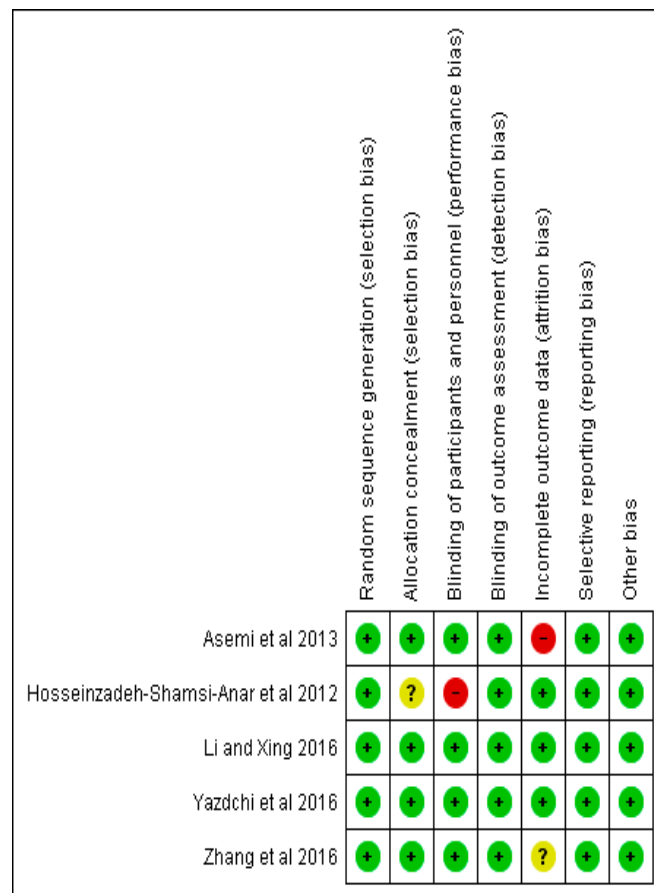 Random sequence generation (selection bias)
Allocation concealment (selection bias)
Blinding of participants and personnel (performance bias)
Blinding of outcome assessment (detection bias)
Incomplete outcome data (attrition bias)
Selective reporting (reporting bias)
Other bias
Asemi et al 2013 + + + + - + +
Hosseinzadeh-Shamsi-Anar et al 2012 + ? - + + + +
Li and Xing 2016 + + + + + + +
Yazdchi et al 2016 + + + + + + +
Zhang et al 2016 + + + + ? + +